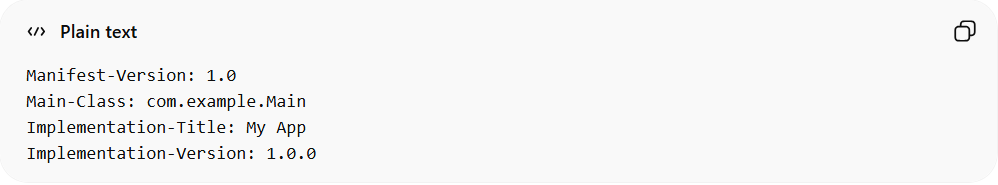 Plain text
Manifest-Version: 1.0
Main-Class: com.example.Main
Implementation-Title: My App
Implementation-Version: 1.0.0